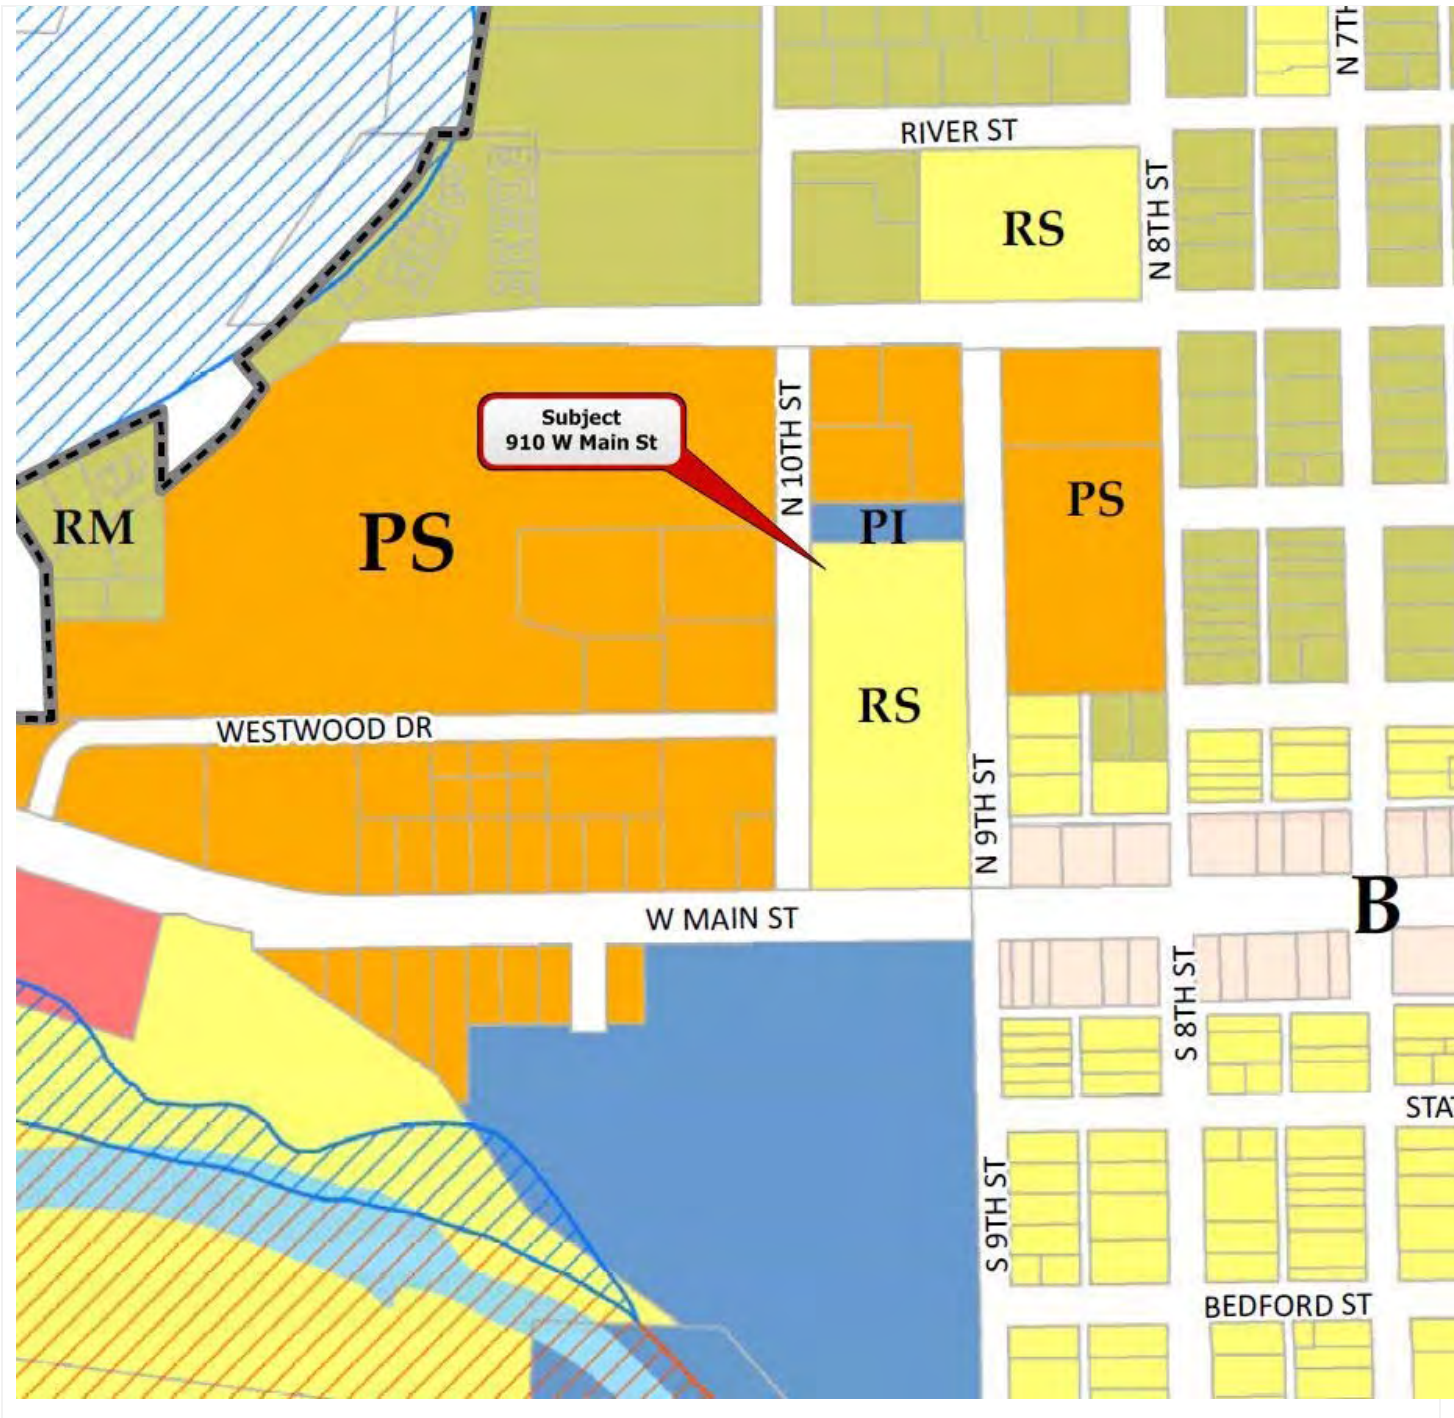 N 7TH
RIVER ST
RS
N 8TH ST
Subject
910 W Main St
N 10TH ST
PS
RM
PS
PI
RS
WESTWOOD DR
N 9TH ST
B
W MAIN ST
S 8TH ST
STA
S 9TH ST
BEDFORD ST